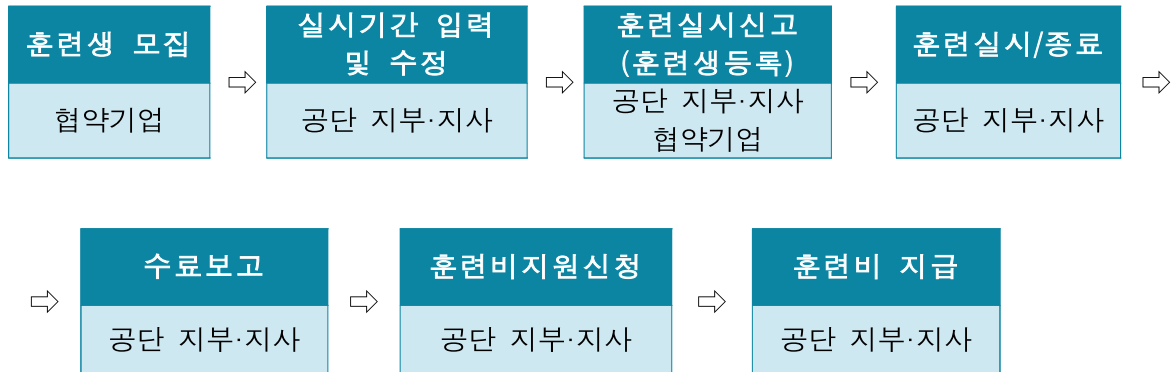 훈련생 모집
협약기업
⇨
실시기간 입력
및 수정
공단 지부·지사
⇨
훈련실시신고
(훈련생등록)
공단 지부·지사
협약기업
⇨
훈련실시/종료
공단 지부·지사
⇨
⇨
수료보고
공단 지부·지사
⇨
훈련비지원신청
공단 지부·지사
⇨
훈련비 지급
공단 지부·지사